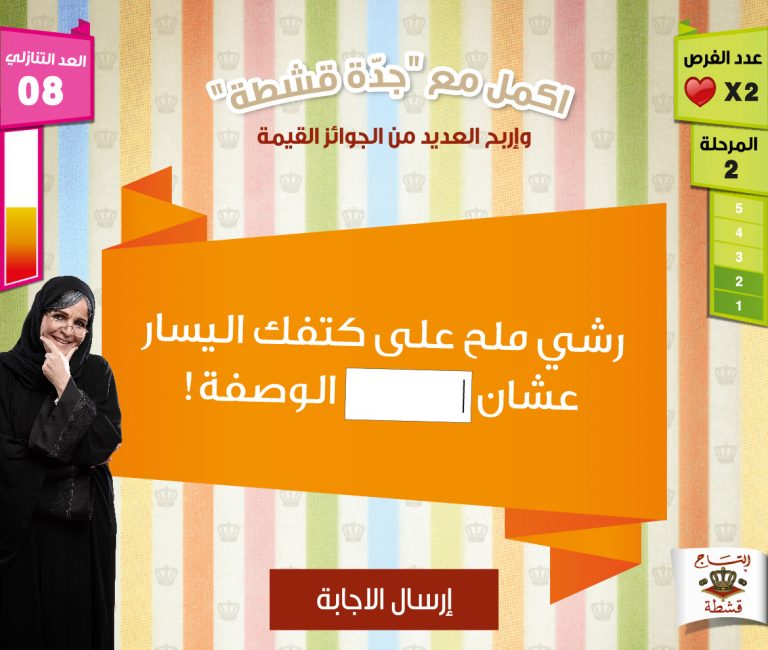 العد التنازلي
08
عدد الفرص
X2
المرحلة
2
5
4
3
2
1
اكمل مع "جدّة قشطة"
وإربح العديد من الجوائز القيمة
رشي ملح على كتفك اليسار
عشان الوصفة!
إرسال الاجابة
التاج
قشطة